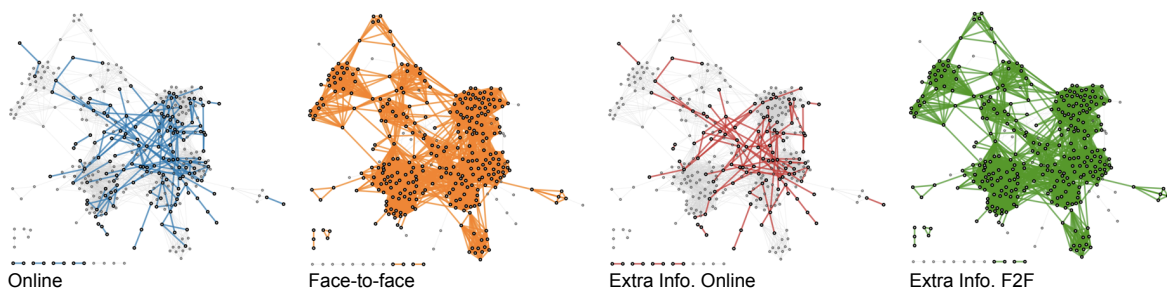 Online
Face-to-face
Extra Info. Online
Extra Info. F2F